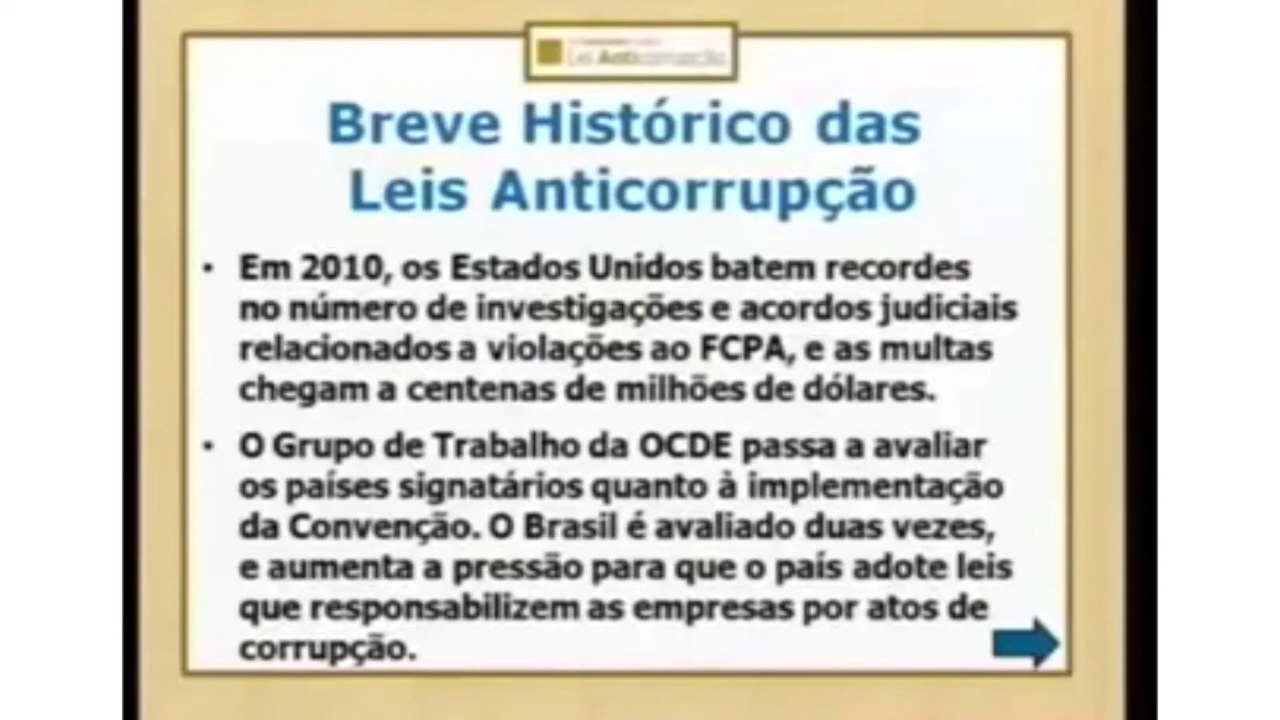 Lei Anticorrupção
Breve Histórico das
Leis Anticorrupção
• Em 2010, os Estados Unidos batem recordes
no número de investigações e acordos judiciais
relacionados a violações ao FCPA, e as multas
chegam a centenas de milhões de dólares.
• O Grupo de Trabalho da OCDE passa a avaliar
os países signatários quanto à implementação
da Convenção. O Brasil é avaliado duas vezes,
e aumenta a pressão para que o país adote leis
que responsabilizem as empresas por atos de
corrupção.